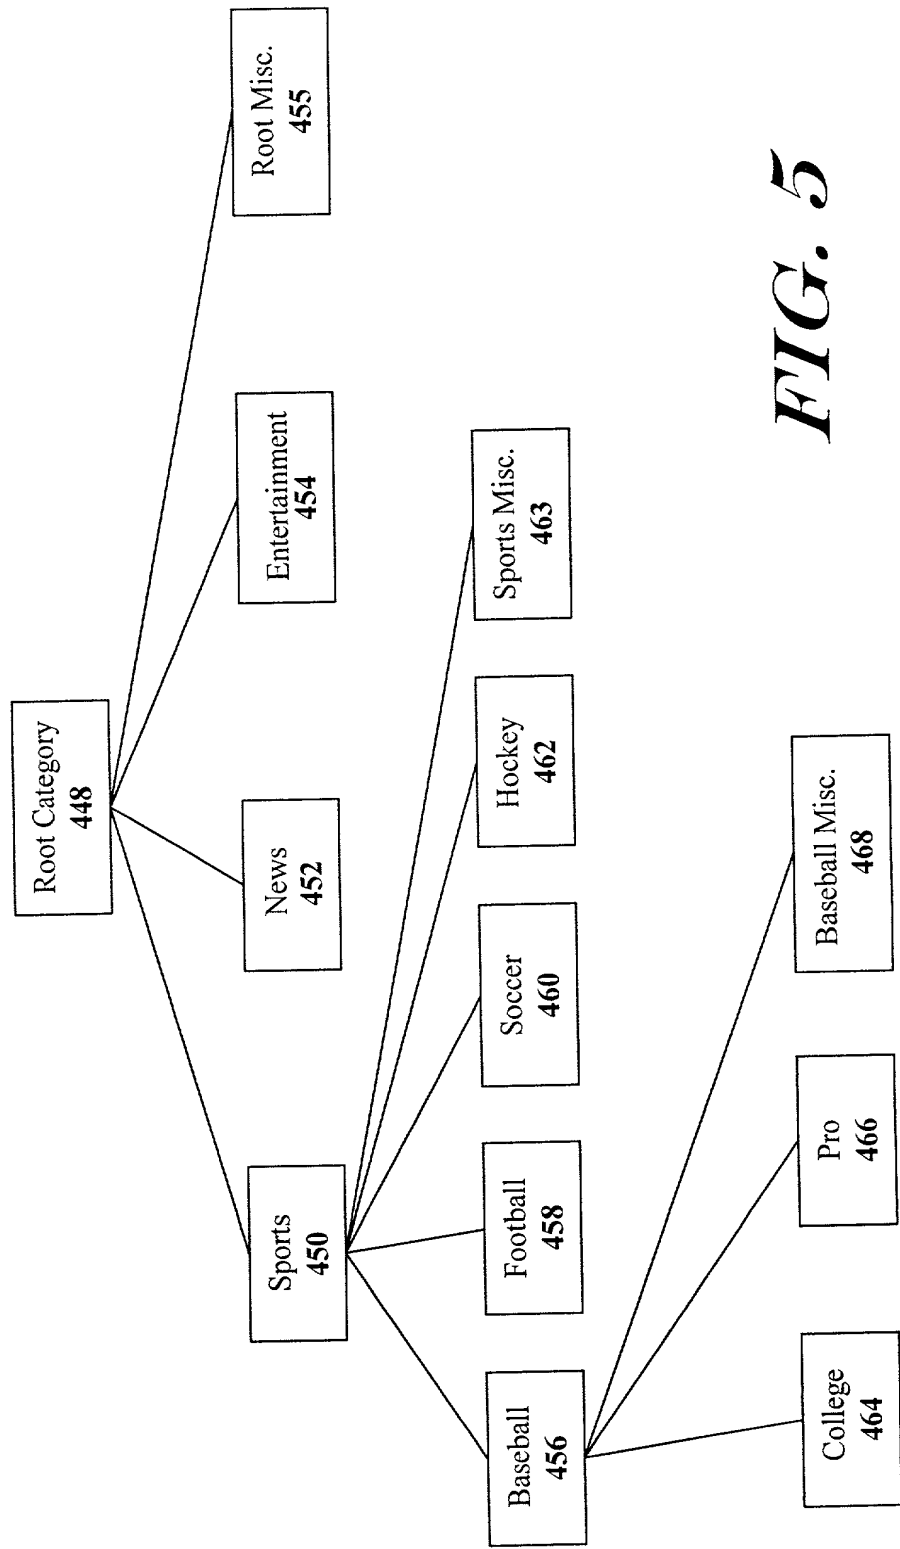 Root Category
448
Sports
450
News
452
Entertainment
454
Root Misc.
455
Baseball
456
Football
458
Soccer
460
Hockey
462
Sports Misc.
463
College
464
Pro
466
Baseball Misc.
468
FIG. 5